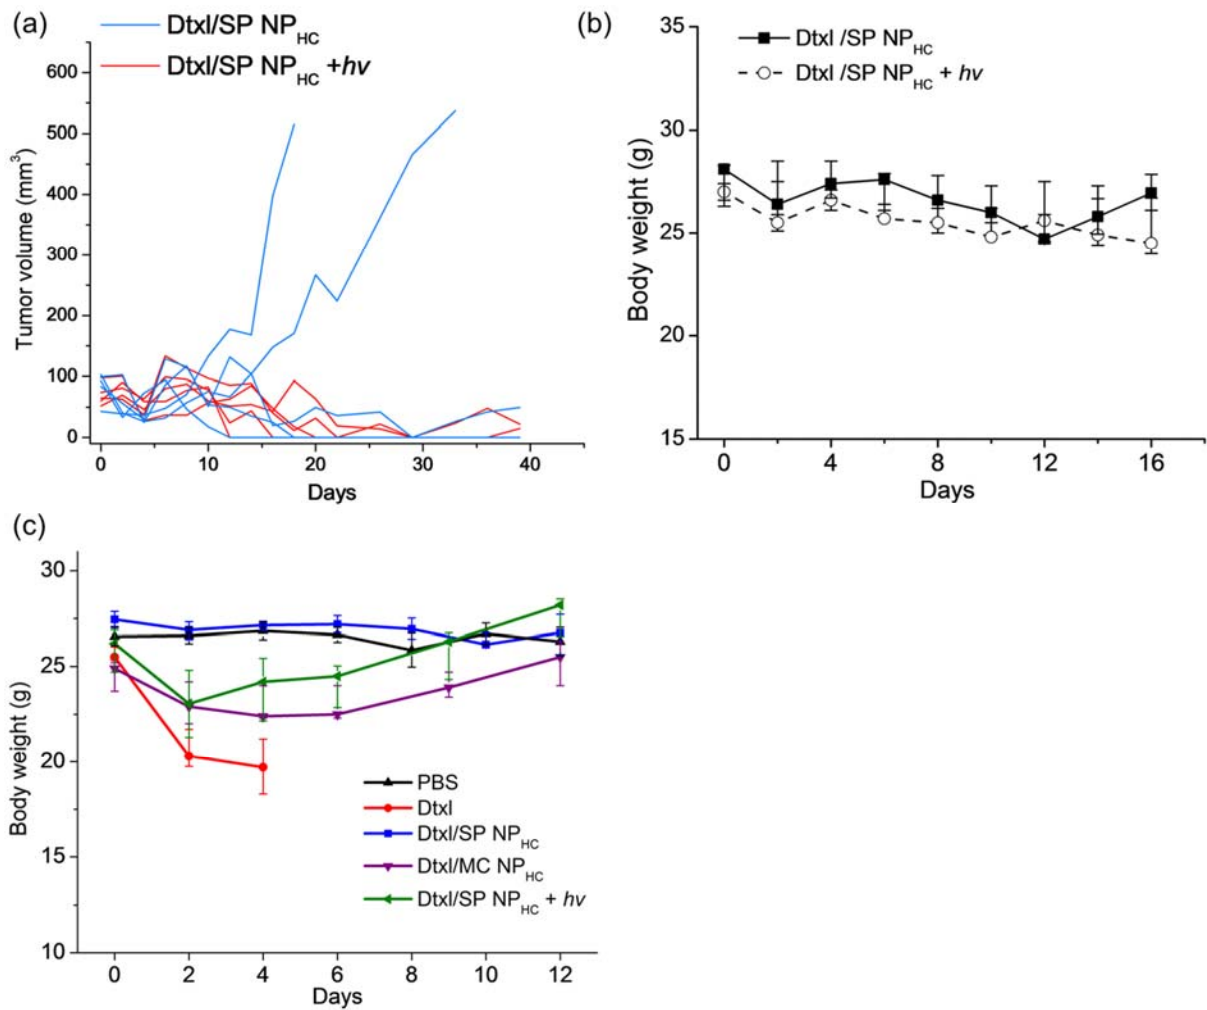 (a)
Dtxl/SP NPHC
Dtxl/SP NPHC +hv
600
500
400
300
200
100
0
Tumor volume (mm3)
0 10 20 30 40
Days
(b)
Dtxl /SP NPHC
Dtxl /SP NPHC + hv
35
30
25
20
15
Body weight (g)
0 4 8 12 16
Days
(c)
30
25
20
15
10
Body weight (g)
PBS
Dtxl
Dtxl/SP NPHC
Dtxl/MC NPHC
Dtxl/SP NPHC + hv
0 2 4 6 8 10 12
Days